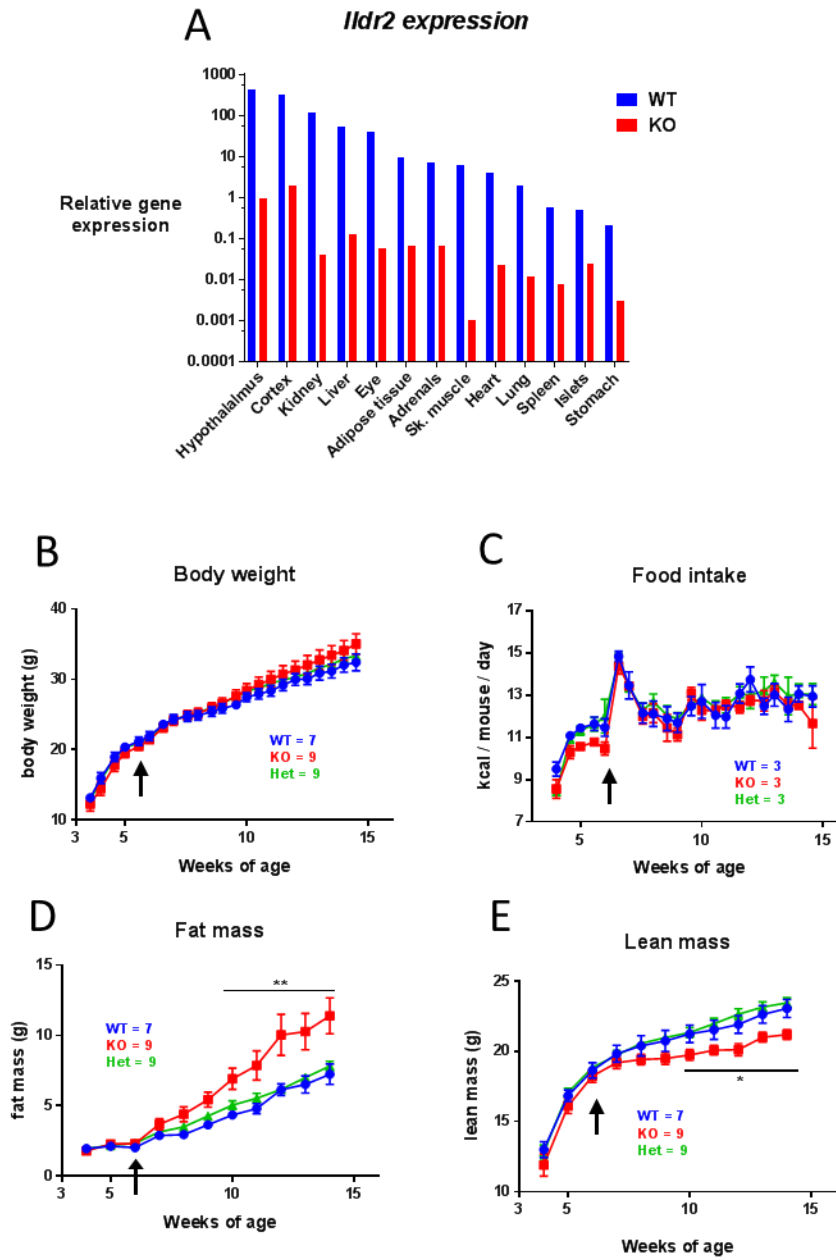 A
Ildr2 expression
1000
100
10
1
0.1
0.01
0.001
0.0001
Relative gene
expression
WT
KO
Hypothalalmus
Cortex
Kidney
Liver
Eye
Adipose tissue
Adrenals
Sk. muscle
Heart
Lung
Spleen
Islets
Stomach
B
Body weight
40
30
20
10
body weight (g)
WT = 7
KO = 9
Het = 9
3 5 10 15
Weeks of age
C
Food intake
17
15
13
11
9
7
kcal / mouse / day
WT = 3
KO = 3
Het = 3
5 10 15
Weeks of age
D
Fat mass
15
10
5
0
fat mass (g)
**
WT = 7
KO = 9
Het = 9
3 5 10 15
Weeks of age
E
Lean mass
25
20
15
10
lean mass (g)
*
WT = 7
KO = 9
Het = 9
3 5 10 15
Weeks of age